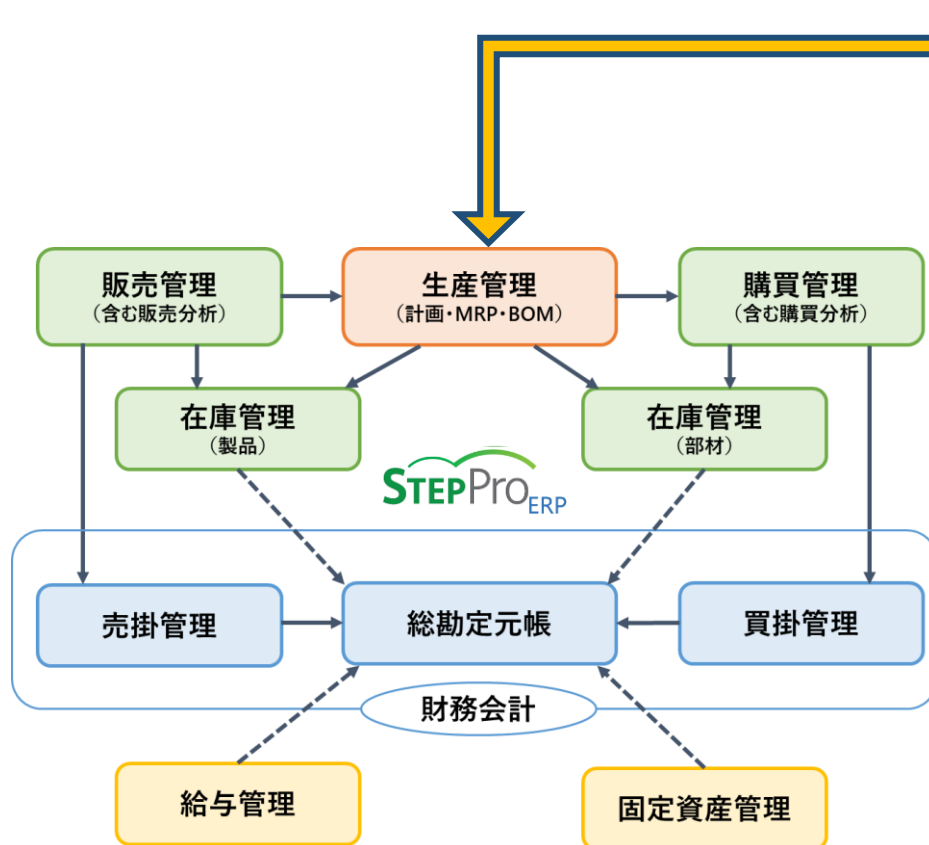 販売管理
（含む販売分析）
生産管理
（計画・MRP・BOM）
購買管理
（含む購買分析）
在庫管理
（製品）
在庫管理
（部材）
STEPPro ERP
売掛管理
総勘定元帳
買掛管理
財務会計
給与管理
固定資産管理